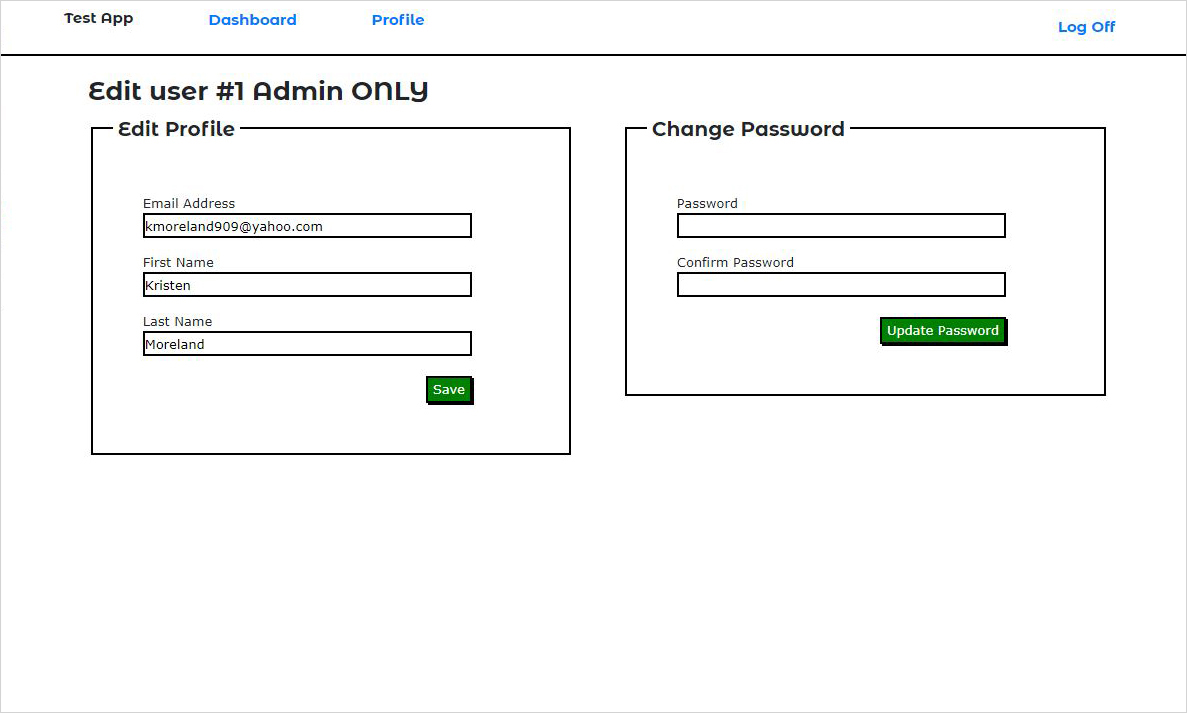 Test App
Dashboard
Profile
Log Off
Edit user #1 Admin ONLY
Edit Profile
Email Address
kmoreland909@yahoo.com
First Name
Kristen
Last Name
Moreland
Save
Change Password
Password
Confirm Password
Update Password